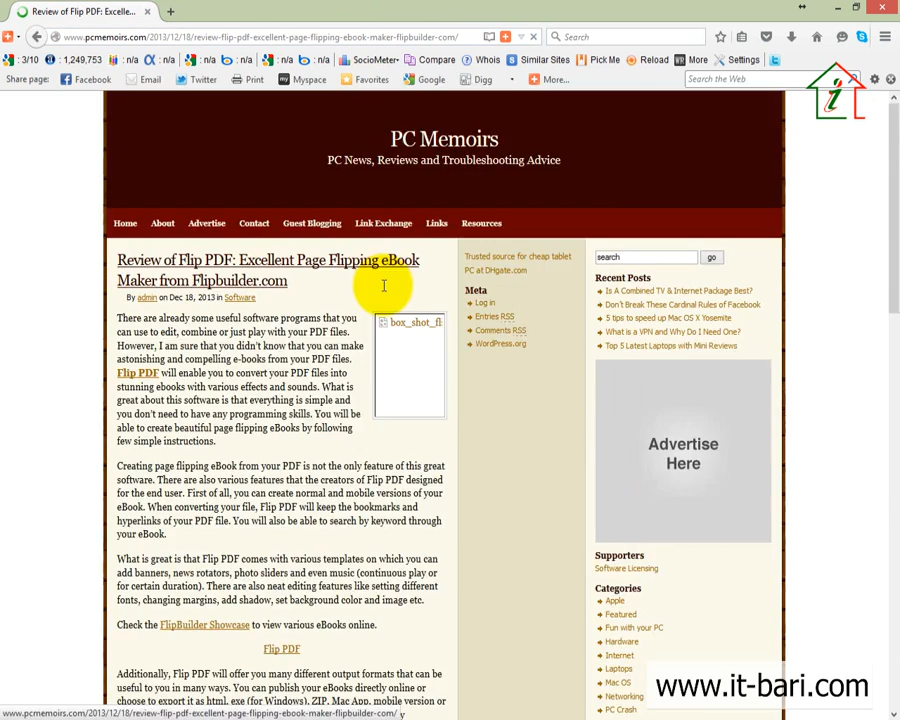 Review of Flip PDF: Excelle...
www.pcmemoirs.com/2013/12/18/review-flip-pdf-excellent-page-flipping-ebook-maker-flipbuilder-com/
Search
: 3/10
: 1,249,753
: n/a
: n/a
: n/a
: n/a
: n/a
: n/a
SocioMeter
Compare
Whois
Similar Sites
Pick Me
Reload
WR More
Settings
Share page:
Facebook
Email
Twitter
Print
Myspace
Favorites
Google
Digg
More...
Search the Web
PC Memoirs
PC News, Reviews and Troubleshooting Advice
Home About Advertise Contact Guest Blogging Link Exchange Links Resources
Review of Flip PDF: Excellent Page Flipping eBook
Maker from Flipbuilder.com
By admin on Dec 18, 2013 in Software
There are already some useful software programs that you
can use to edit, combine or just play with your PDF files.
However, I am sure that you didn't know that you can make
astonishing and compelling e-books from your PDF files.
Flip PDF will enable you to convert your PDF files into
stunning ebooks with various effects and sounds. What is
great about this software is that everything is simple and
you don't need to have any programming skills. You will be
able to create beautiful page flipping eBooks by following
few simple instructions.
box_shot_fl
Creating page flipping eBook from your PDF is not the only feature of this great
software. There are also various features that the creators of Flip PDF designed
for the end user. First of all, you can create normal and mobile versions of your
eBook. When converting your file, Flip PDF will keep the bookmarks and
hyperlinks of your PDF file. You will also be able to search by keyword through
your eBook.
What is great is that Flip PDF comes with various templates on which you can
add banners, news rotators, photo sliders and even music (continuous play or
for certain duration). There are also neat editing features like setting different
fonts, changing margins, add shadow, set background color and image etc.
Check the FlipBuilder Showcase to view various eBooks online.
Flip PDF
Additionally, Flip PDF will offer you many different output formats that can be
useful to you in many ways. You can publish your eBooks directly online or
choose to export it as html, exe (for Windows), ZIP, Mac, mobile version or
Trusted source for cheap tablet
PC at DHgate.com
Meta
Log in
Entries RSS
Comments RSS
WordPress.org
search
go
Recent Posts
Is A Combined TV & Internet Package Best?
Don't Break These Cardinal Rules of Facebook
5 tips to speed up Mac OS X Yosemite
What is a VPN and Why Do I Need One?
Top 5 Latest Laptops with Mini Reviews
Advertise
Here
Supporters
Software Licensing
Categories
Apple
Featured
Fun with your PC
Hardware
Internet
Laptops
Mac OS
Networking
PC Crash
www.it-bari.com
www.pcmemoirs.com/2013/12/18/review-flip-pdf-excellent-page-flipping-ebook-maker-flipbuilder-com/